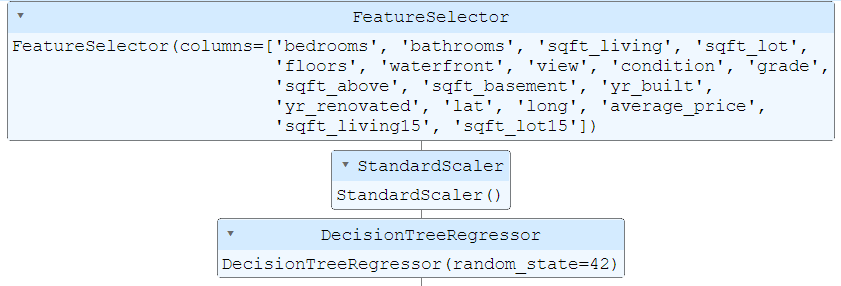 FeatureSelector
FeatureSelector(columns=['bedrooms', 'bathrooms', 'sqft_living', 'sqft_lot',
'floors', 'waterfront', 'view', 'condition', 'grade',
'sqft_above', 'sqft_basement', 'yr_built',
'yr_renovated', 'lat', 'long', 'average_price',
'sqft_living15', 'sqft_lot15'])
StandardScaler
StandardScaler()
DecisionTreeRegressor
DecisionTreeRegressor(random_state=42)